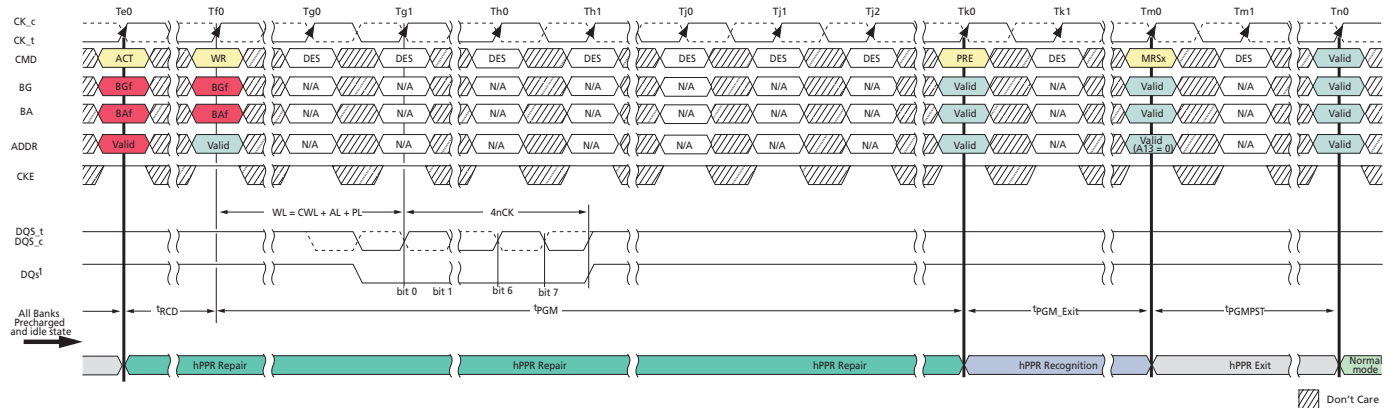 Te0 Tf0 Tg0 Tg1 Th0 Th1 Tj0 Tj1 Tj2 Tk0 Tk1 Tm0 Tm1 Tn0
CK_c
CK_t
CMD ACT WR DES DES DES DES DES DES DES PRE DES MRSx DES Valid
BG BGf BGf N/A N/A N/A N/A N/A N/A N/A Valid N/A Valid N/A Valid
BA BAf BAf N/A N/A N/A N/A N/A N/A N/A Valid N/A Valid N/A Valid
ADDR Valid Valid N/A N/A N/A N/A N/A N/A N/A Valid N/A Valid (A13 = 0) N/A Valid
CKE
WL = CWL + AL + PL 4nCK
DQS_t
DQS_c
DQs1
bit 0 bit 1 bit 6 bit 7
All Banks
Precharged
and idle state
tRCD tPGM tPGM_Exit tPGMPST
hPPR Repair hPPR Repair hPPR Repair hPPR Recognition hPPR Exit Normal
mode
Don't Care